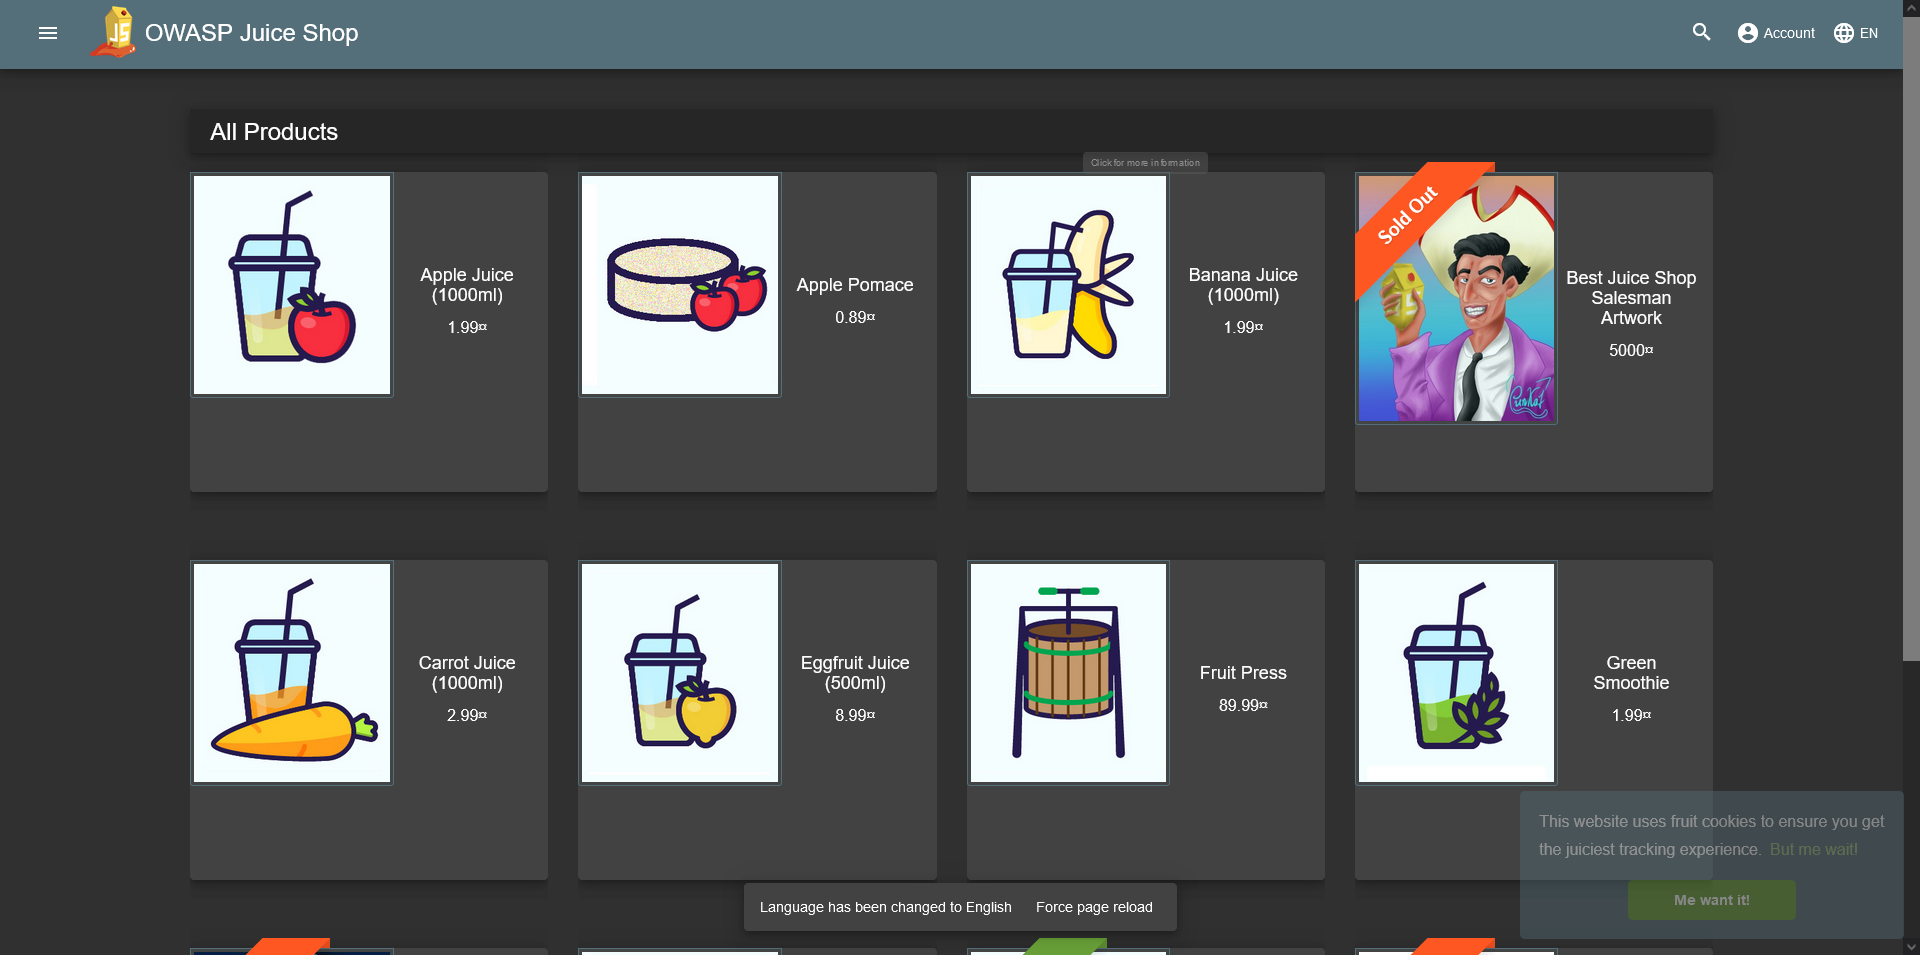 OWASP Juice Shop
Account
EN
All Products
Click for more information
Apple Juice
(1000ml)
1.99¤
Apple Pomace
0.89¤
Banana Juice
(1000ml)
1.99¤
Sold Out
Best Juice Shop
Salesman
Artwork
5000¤
Carrot Juice
(1000ml)
2.99¤
Eggfruit Juice
(500ml)
8.99¤
Fruit Press
89.99¤
Green
Smoothie
1.99¤
This website uses fruit cookies to ensure you get
the juiciest tracking experience. But me wait!
Me want it!
Language has been changed to English Force page reload